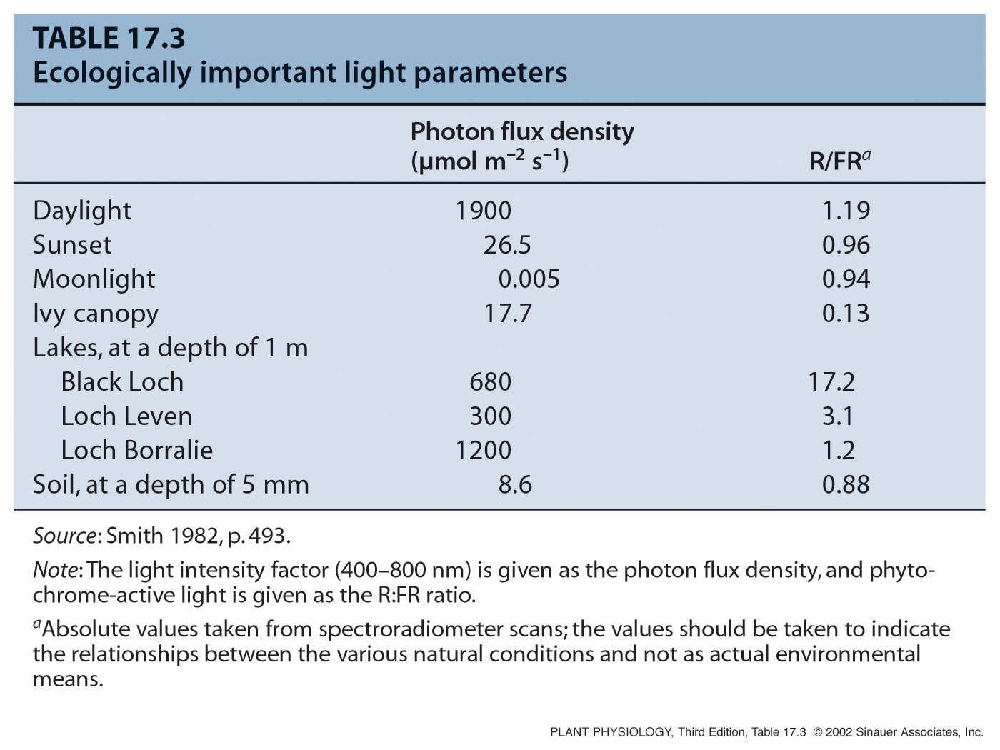 TABLE 17.3
Ecologically important light parameters
Photon flux density
(µmol m⁻² s⁻¹) R/FRᵃ
Daylight 1900 1.19
Sunset 26.5 0.96
Moonlight 0.005 0.94
Ivy canopy 17.7 0.13
Lakes, at a depth of 1 m
Black Loch 680 17.2
Loch Leven 300 3.1
Loch Borralie 1200 1.2
Soil, at a depth of 5 mm 8.6 0.88
Source: Smith 1982, p. 493.
Note: The light intensity factor (400–800 nm) is given as the photon flux density, and phyto-
chrome-active light is given as the R:FR ratio.
ᵃAbsolute values taken from spectroradiometer scans; the values should be taken to indicate
the relationships between the various natural conditions and not as actual environmental
means.
PLANT PHYSIOLOGY, Third Edition, Table 17.3 © 2002 Sinauer Associates, Inc.